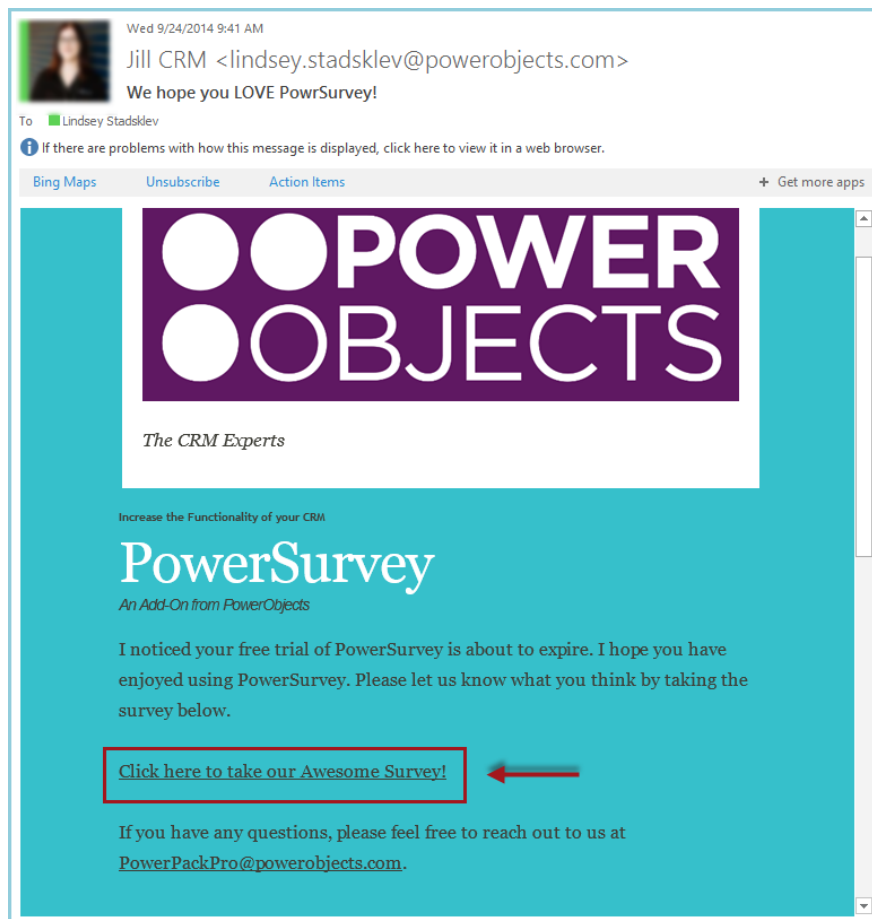 Wed 9/24/2014 9:41 AM
Jill CRM <lindsey.stadsklev@powerobjects.com>
We hope you LOVE PowrSurvey!
To Lindsey Stadsklev
If there are problems with how this message is displayed, click here to view it in a web browser.
Bing Maps Unsubscribe Action Items + Get more apps
POWER
OBJECTS
The CRM Experts
Increase the Functionality of your CRM
PowerSurvey
An Add-On from PowerObjects
I noticed your free trial of PowerSurvey is about to expire. I hope you have
enjoyed using PowerSurvey. Please let us know what you think by taking the
survey below.
Click here to take our Awesome Survey!
If you have any questions, please feel free to reach out to us at
PowerPackPro@powerobjects.com.